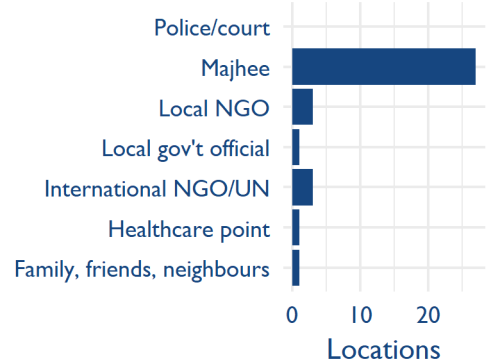 Police/court
Majhee
Local NGO
Local gov't official
International NGO/UN
Healthcare point
Family, friends, neighbours
0 10 20
Locations